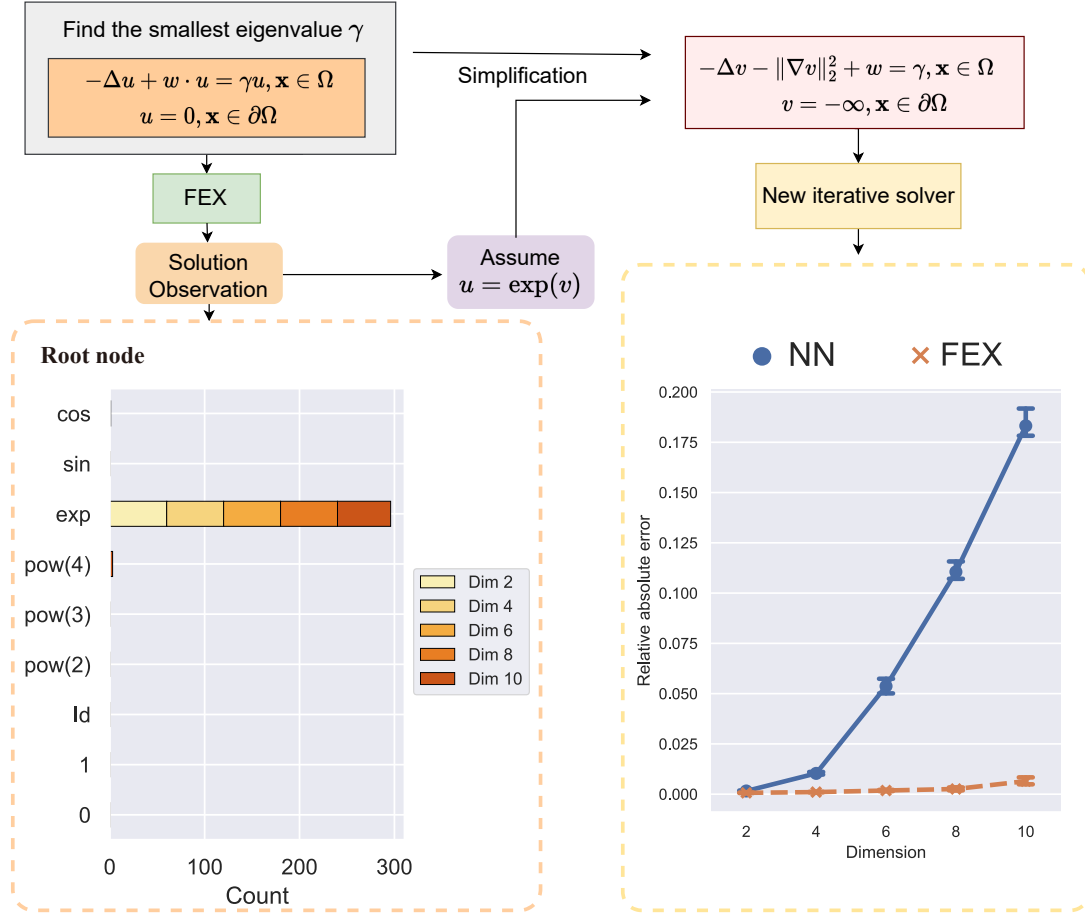 Find the smallest eigenvalue γ
−Δu + w · u = γu, x ∈ Ω
u = 0, x ∈ ∂Ω
Simplification
−Δv − ‖∇v‖₂² + w = γ, x ∈ Ω
v = −∞, x ∈ ∂Ω
FEX
New iterative solver
Solution
Observation
Assume
u = exp(v)
Root node
cos
sin
exp
pow(4)
pow(3)
pow(2)
Id
1
0
0
100
200
300
Count
Dim 2
Dim 4
Dim 6
Dim 8
Dim 10
NN
FEX
0.200
0.175
0.150
0.125
0.100
0.075
0.050
0.025
0.000
Relative absolute error
2
4
6
8
10
Dimension